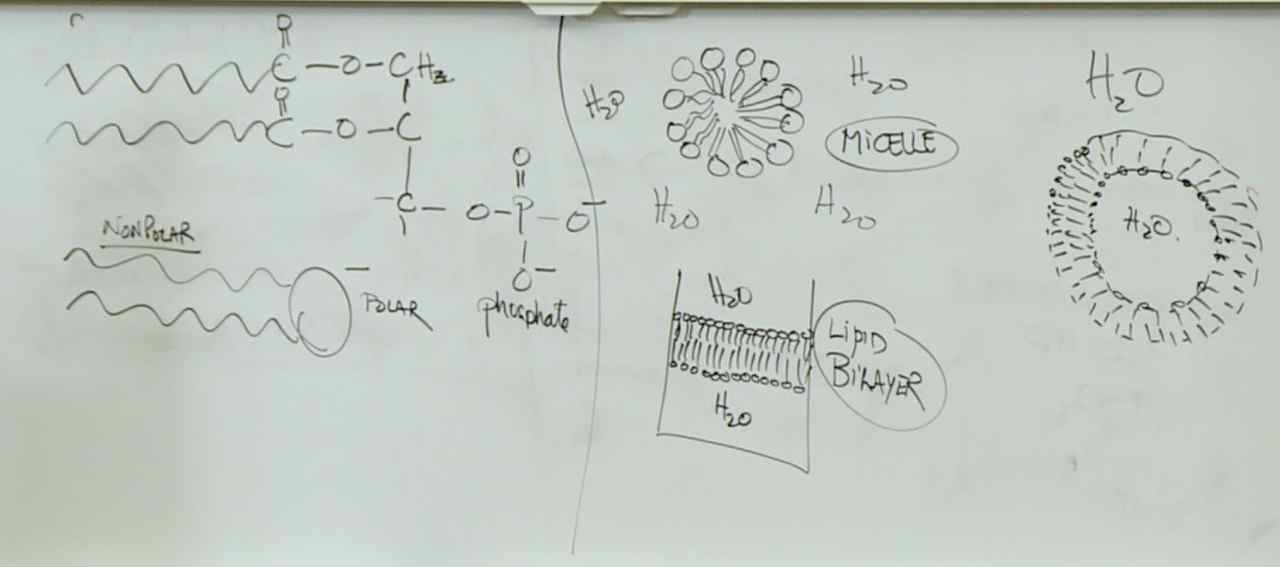 O
C—O—CH2
O
C—O—C
C—O—P—O−
O
O−
phosphate
NONPOLAR
−
POLAR
H2O
H2O
MICELLE
H2O
H2O
H2O
LIPID
BILAYER
H2O
H2O
H2O